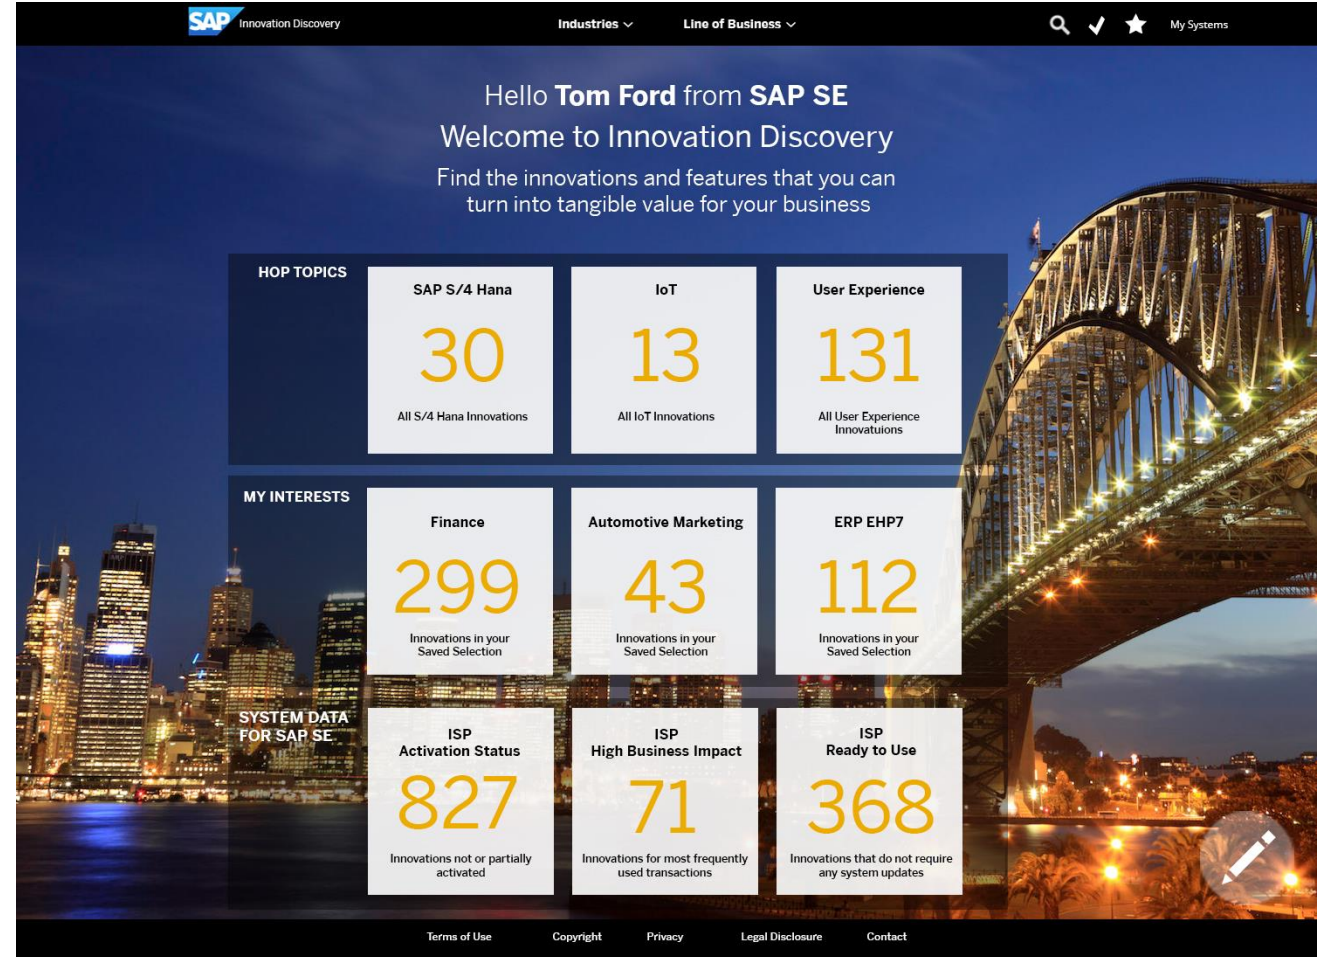 SAP Innovation Discovery
Industries
Line of Business
My Systems
Hello Tom Ford from SAP SE
Welcome to Innovation Discovery
Find the innovations and features that you can
turn into tangible value for your business
HOP TOPICS
SAP S/4 Hana
30
All S/4 Hana Innovations
IoT
13
All IoT Innovations
User Experience
131
All User Experience
Innovatuions
MY INTERESTS
Finance
299
Innovations in your
Saved Selection
Automotive Marketing
43
Innovations in your
Saved Selection
ERP EHP7
112
Innovations in your
Saved Selection
SYSTEM DATA
FOR SAP SE
ISP
Activation Status
827
Innovations not or partially
activated
ISP
High Business Impact
71
Innovations for most frequently
used transactions
ISP
Ready to Use
368
Innovations that do not require
any system updates
Terms of Use
Copyright
Privacy
Legal Disclosure
Contact